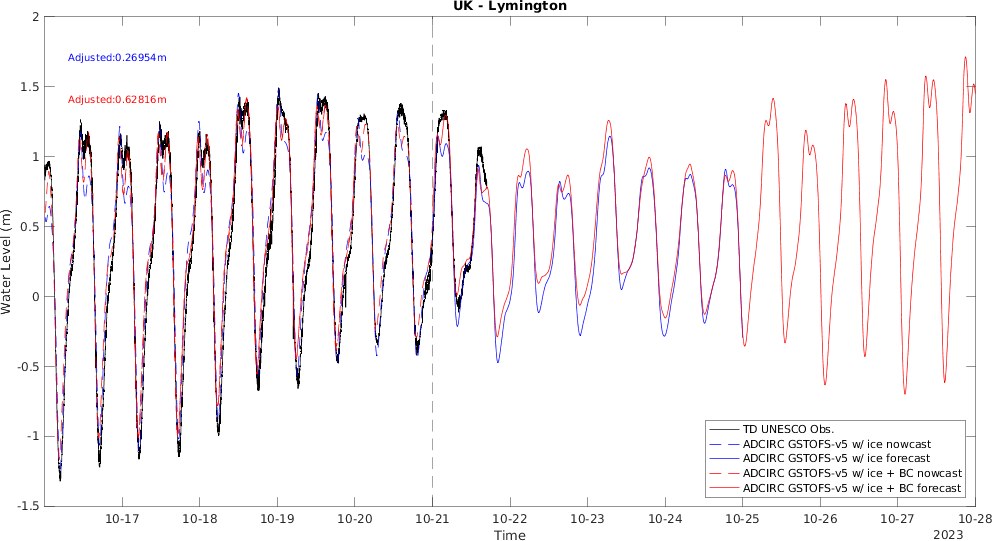 UK - Lymington
2
1.5
1
0.5
0
-0.5
-1
-1.5
Water Level (m)
Adjusted:0.26954m
Adjusted:0.62816m
TD UNESCO Obs.
ADCIRC GSTOFS-v5 w/ ice nowcast
ADCIRC GSTOFS-v5 w/ ice forecast
ADCIRC GSTOFS-v5 w/ ice + BC nowcast
ADCIRC GSTOFS-v5 w/ ice + BC forecast
10-17 10-18 10-19 10-20 10-21 10-22 10-23 10-24 10-25 10-26 10-27 10-28
Time
2023